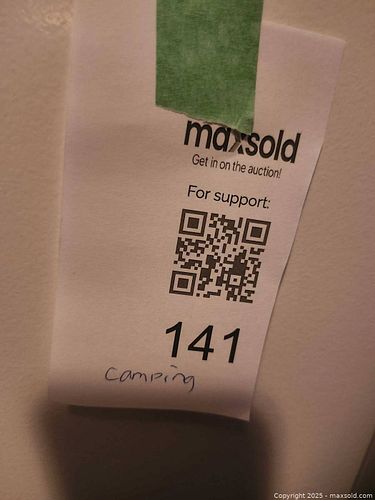 maxsold
Get in on the auction!
For support:
141
camping
Copyright 2025 - maxsold.com